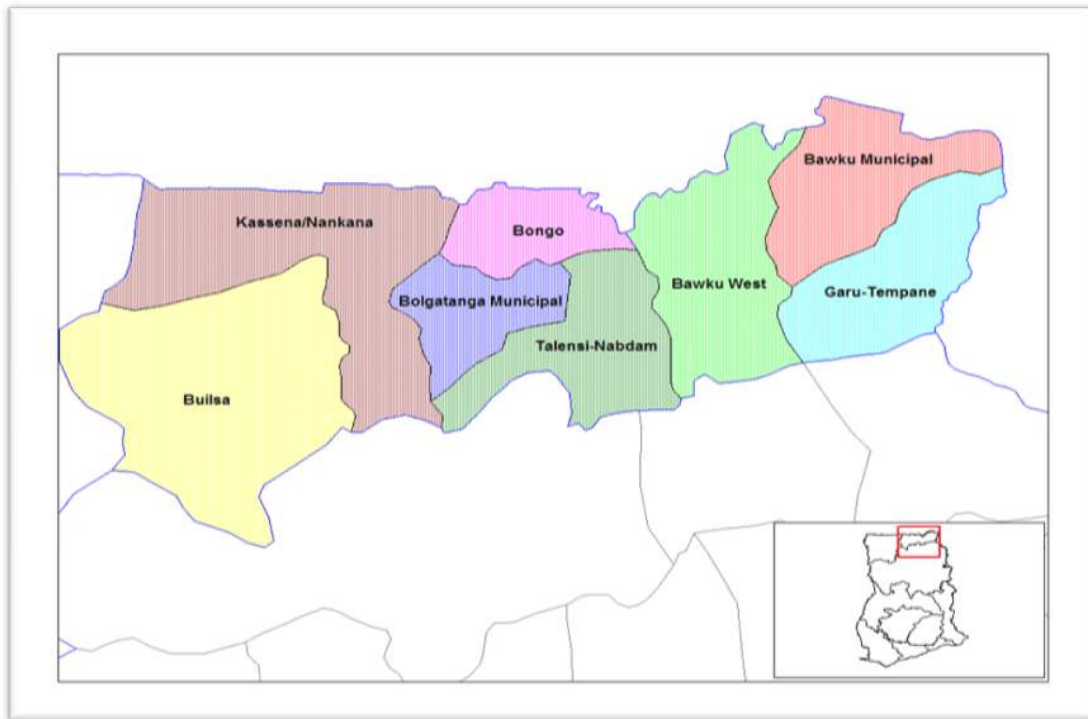 Bawku Municipal
Kassena/Nankana
Bongo
Bawku West
Garu-Tempane
Bolgatanga Municipal
Talensi-Nabdam
Builsa